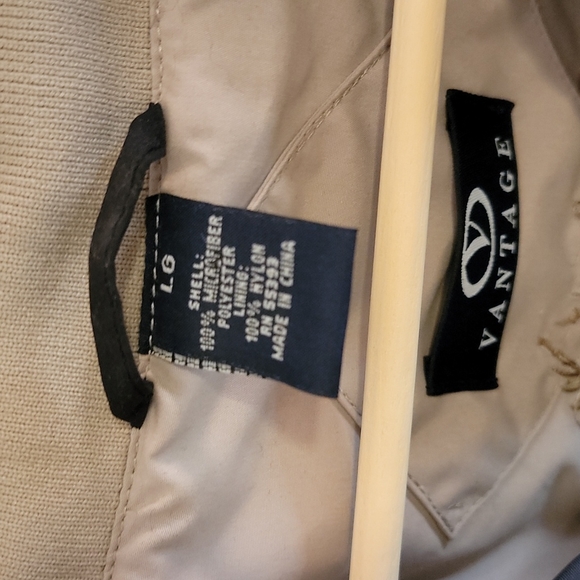 LG
SHELL:
100% MICROFIBER
POLYESTER
LINING:
100% NYLON
RN 55393
MADE IN CHINA
VANTAGE